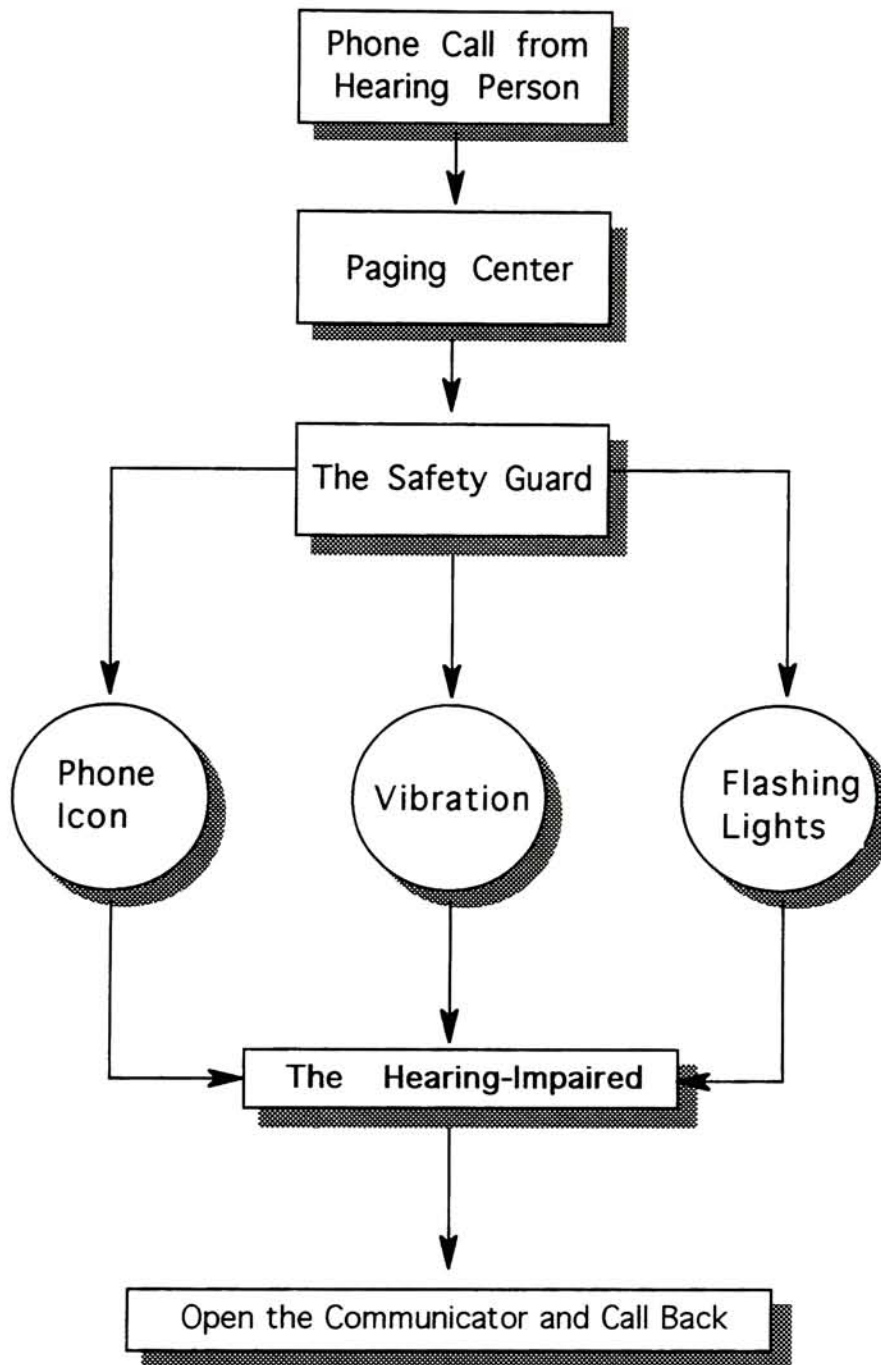 Phone Call from
Hearing Person
Paging Center
The Safety Guard
Phone
Icon
Vibration
Flashing
Lights
The Hearing-Impaired
Open the Communicator and Call Back